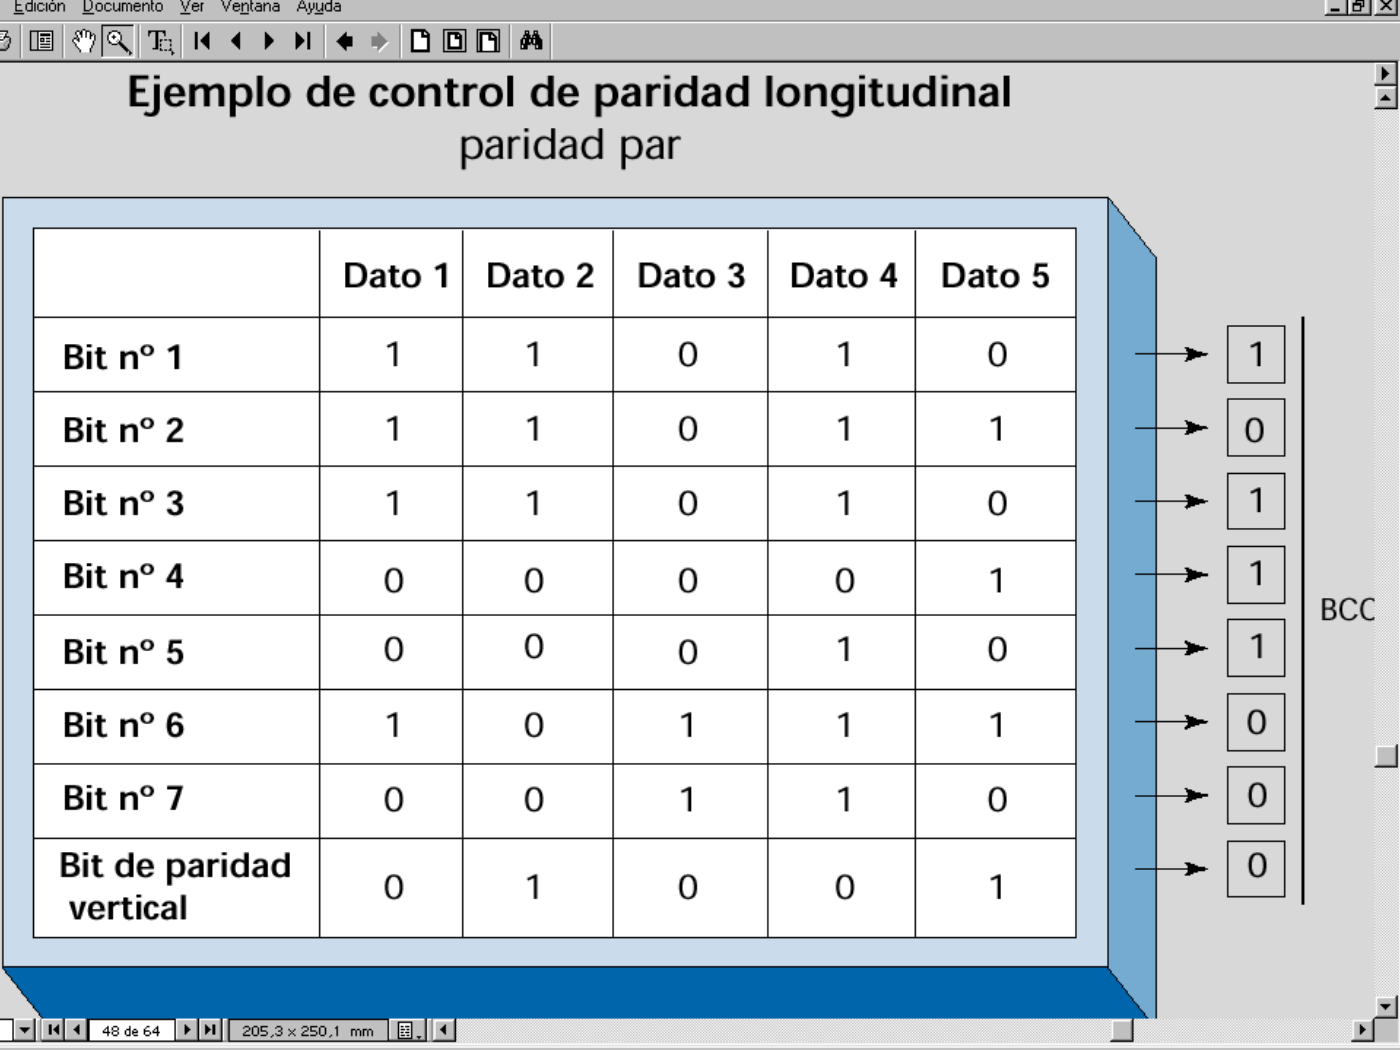 Edición Documento Ver Ventana Ayuda
Ejemplo de control de paridad longitudinal
paridad par
Dato 1 Dato 2 Dato 3 Dato 4 Dato 5
Bit nº 1 1 1 0 1 0 1
Bit nº 2 1 1 0 1 1 0
Bit nº 3 1 1 0 1 0 1
Bit nº 4 0 0 0 0 1 1
BCC
Bit nº 5 0 0 0 1 0 1
Bit nº 6 1 0 1 1 1 0
Bit nº 7 0 0 1 1 0 0
Bit de paridad
vertical 0 1 0 0 1 0
48 de 64 205,3 x 250,1 mm